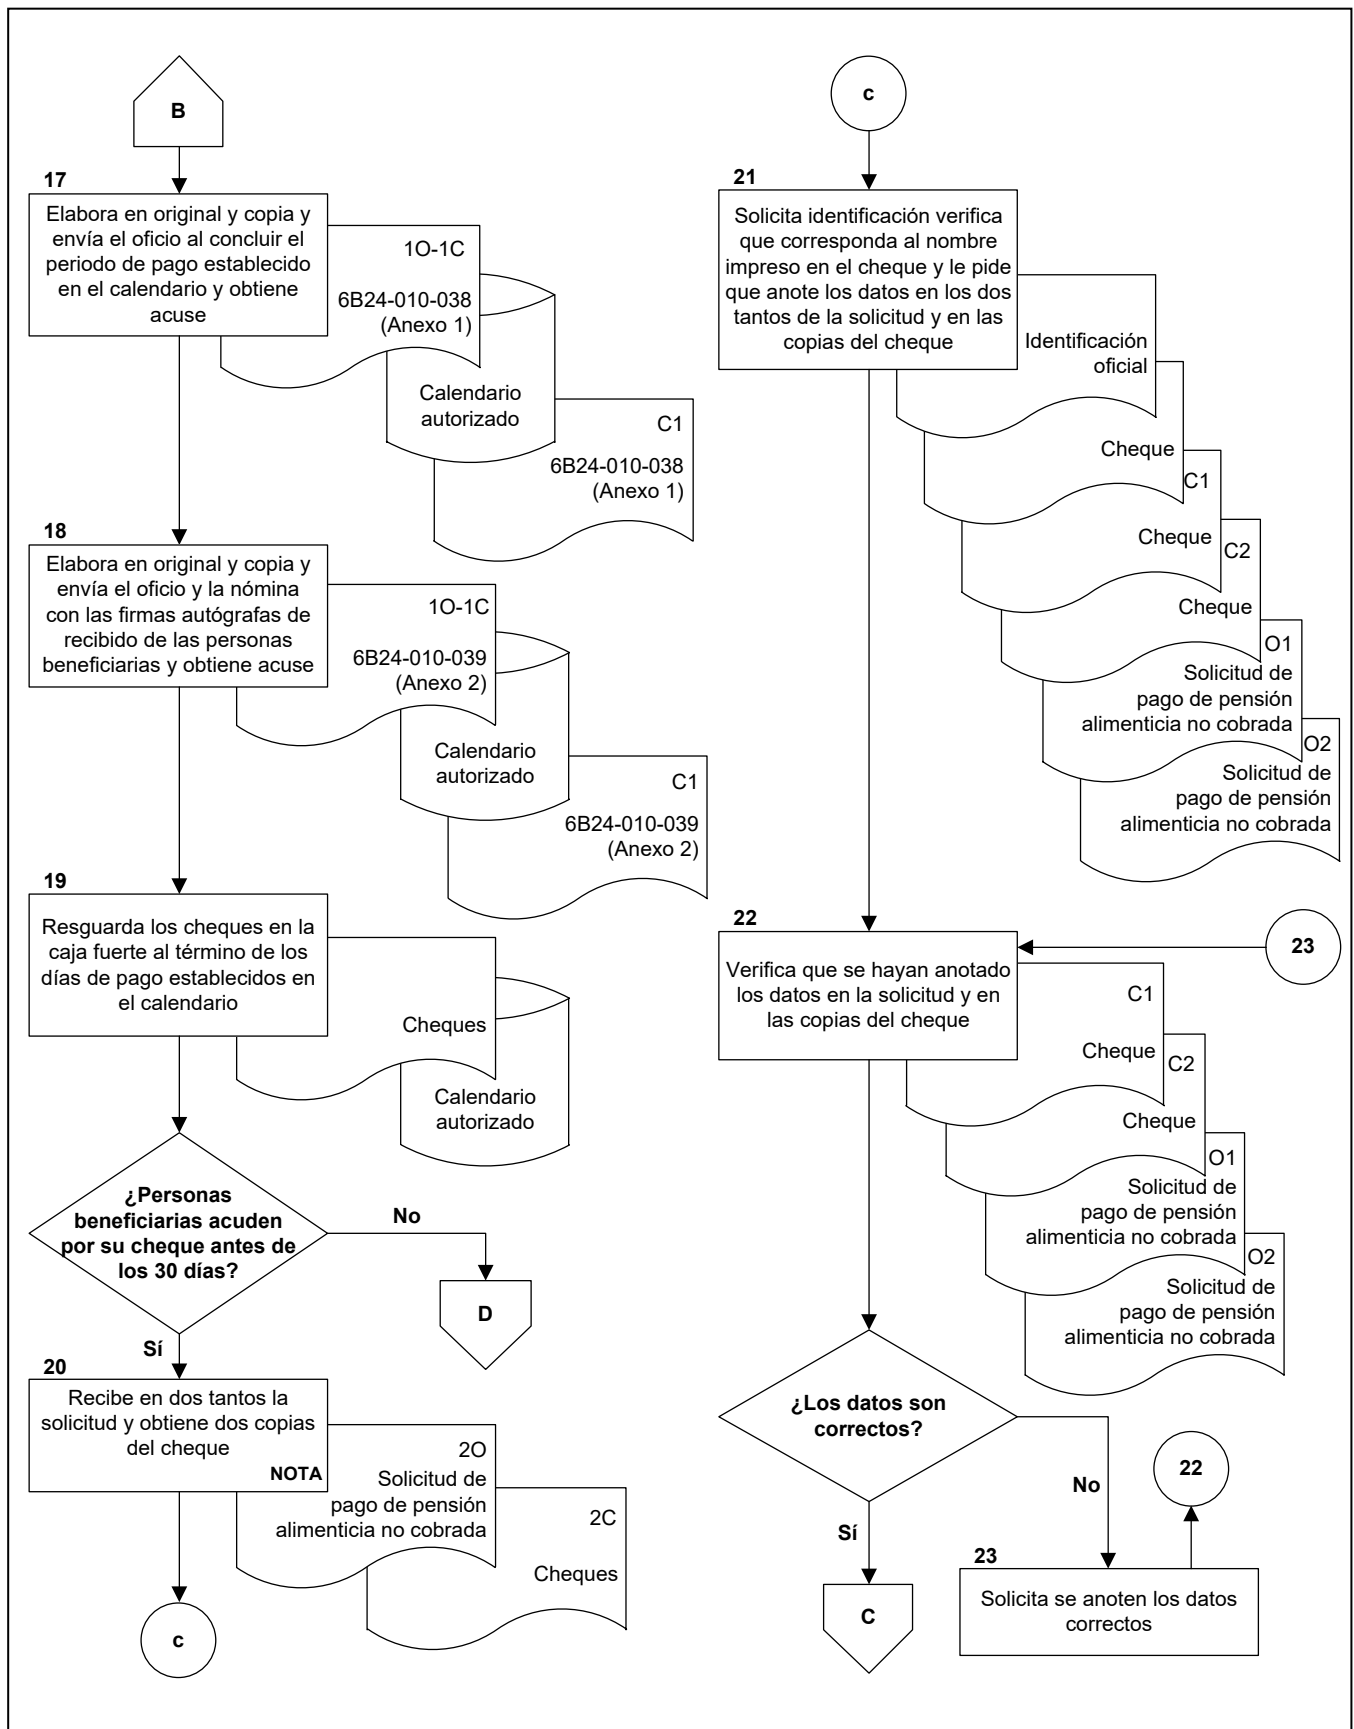 B
17
Elabora en original y copia y
envía el oficio al concluir el
periodo de pago establecido
en el calendario y obtiene
acuse
1O-1C
6B24-010-038
(Anexo 1)
Calendario
autorizado
C1
6B24-010-038
(Anexo 1)
18
Elabora en original y copia y
envía el oficio y la nómina
con las firmas autógrafas de
recibido de las personas
beneficiarias y obtiene acuse
1O-1C
6B24-010-039
(Anexo 2)
Calendario
autorizado
C1
6B24-010-039
(Anexo 2)
19
Resguarda los cheques en la
caja fuerte al término de los
días de pago establecidos en
el calendario
Cheques
Calendario
autorizado
¿Personas
beneficiarias acuden
por su cheque antes de
los 30 días?
No
D
Sí
20
Recibe en dos tantos la
solicitud y obtiene dos copias
del cheque
NOTA
2O
Solicitud de
pago de pensión
alimenticia no cobrada
2C
Cheques
c
c
21
Solicita identificación verifica
que corresponda al nombre
impreso en el cheque y le pide
que anote los datos en los dos
tantos de la solicitud y en las
copias del cheque
Identificación
oficial
Cheque
C1
Cheque
C2
Cheque
O1
Solicitud de
pago de pensión
alimenticia no cobrada
O2
Solicitud de
pago de pensión
alimenticia no cobrada
22
Verifica que se hayan anotado
los datos en la solicitud y en
las copias del cheque
23
C1
Cheque
C2
Cheque
O1
Solicitud de
pago de pensión
alimenticia no cobrada
O2
Solicitud de
pago de pensión
alimenticia no cobrada
¿Los datos son
correctos?
No
22
Sí
23
Solicita se anoten los datos
correctos
C